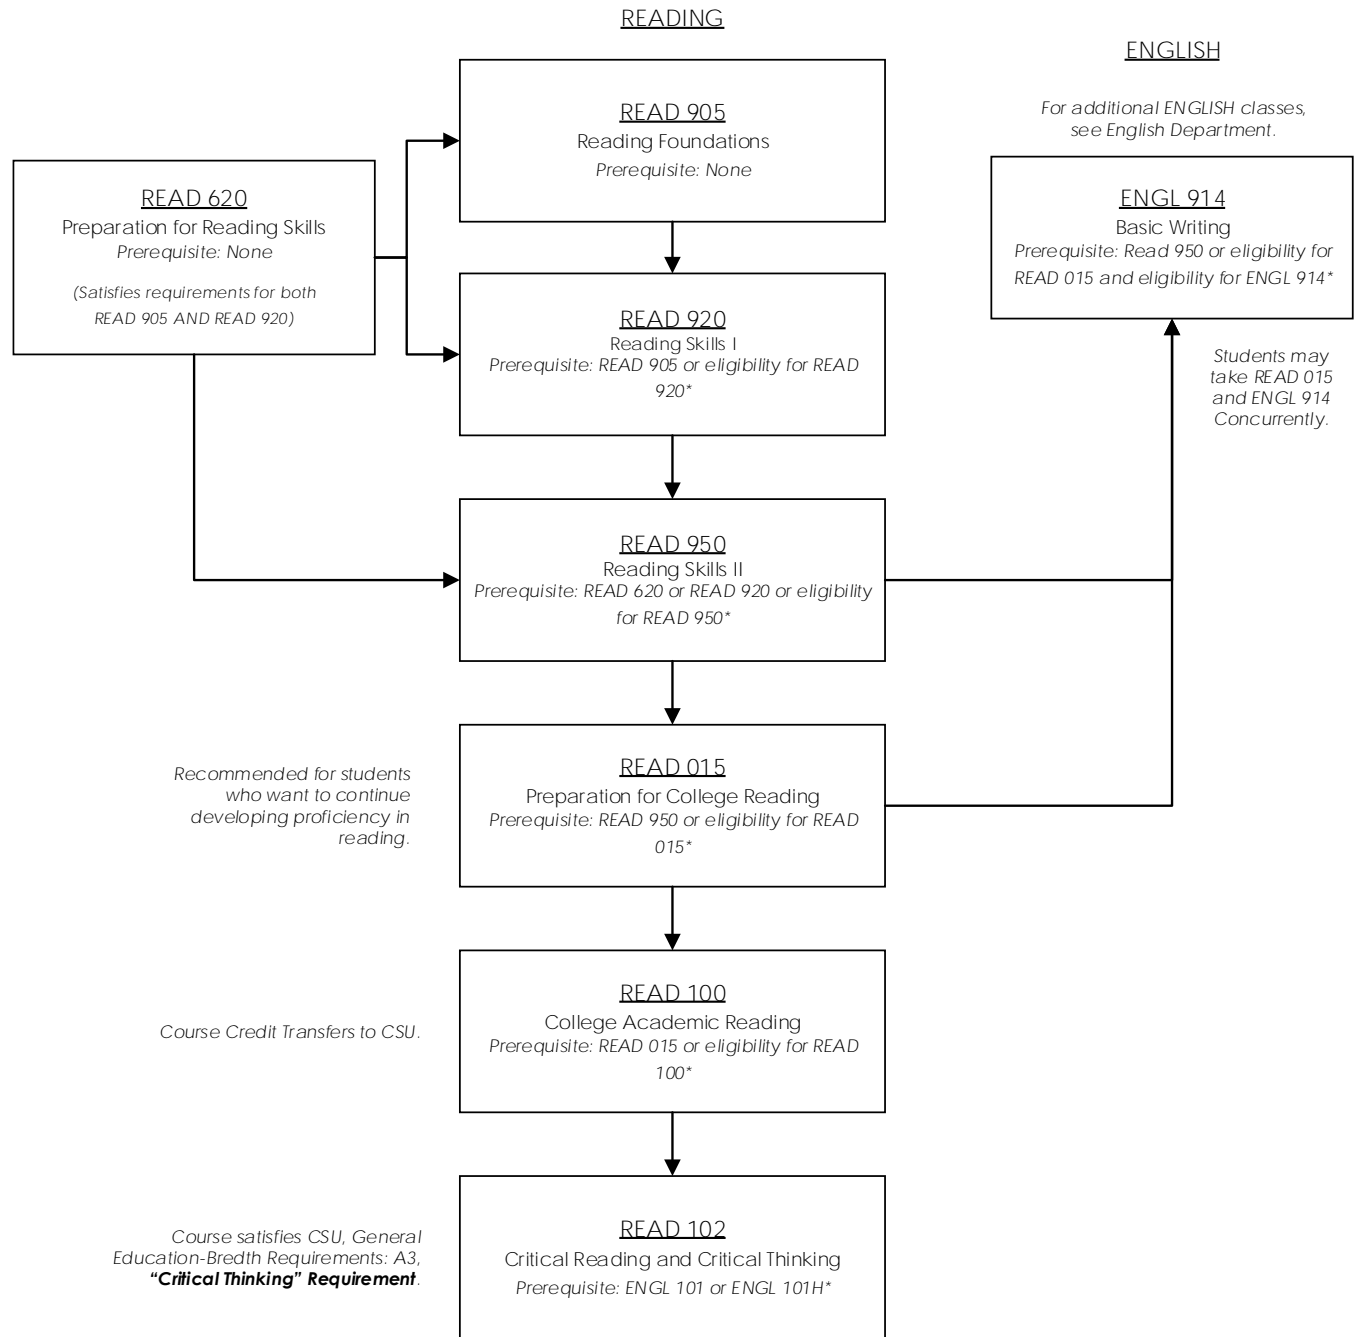 READING
ENGLISH
For additional ENGLISH classes,
see English Department.
READ 905
Reading Foundations
Prerequisite: None
READ 620
Preparation for Reading Skills
Prerequisite: None
(Satisfies requirements for both
READ 905 AND READ 920)
ENGL 914
Basic Writing
Prerequisite: Read 950 or eligibility for
READ 015 and eligibility for ENGL 914*
READ 920
Reading Skills I
Prerequisite: READ 905 or eligibility for READ
920*
Students may
take READ 015
and ENGL 914
Concurrently.
READ 950
Reading Skills II
Prerequisite: READ 620 or READ 920 or eligibility
for READ 950*
Recommended for students
who want to continue
developing proficiency in
reading.
READ 015
Preparation for College Reading
Prerequisite: READ 950 or eligibility for READ
015*
Course Credit Transfers to CSU.
READ 100
College Academic Reading
Prerequisite: READ 015 or eligibility for READ
100*
Course satisfies CSU, General
Education-Bredth Requirements: A3,
“Critical Thinking” Requirement.
READ 102
Critical Reading and Critical Thinking
Prerequisite: ENGL 101 or ENGL 101H*